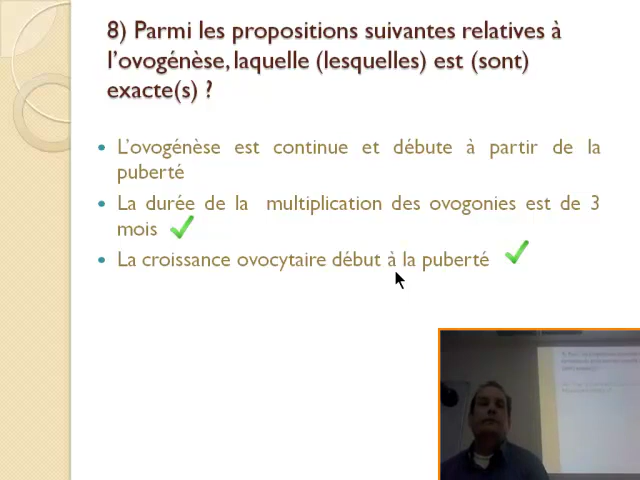 8) Parmi les propositions suivantes relatives à
l'ovogénèse, laquelle (lesquelles) est (sont)
exacte(s) ?
• L'ovogénèse est continue et débute à partir de la
puberté
• La durée de la multiplication des ovogonies est de 3
mois
• La croissance ovocytaire début à la puberté